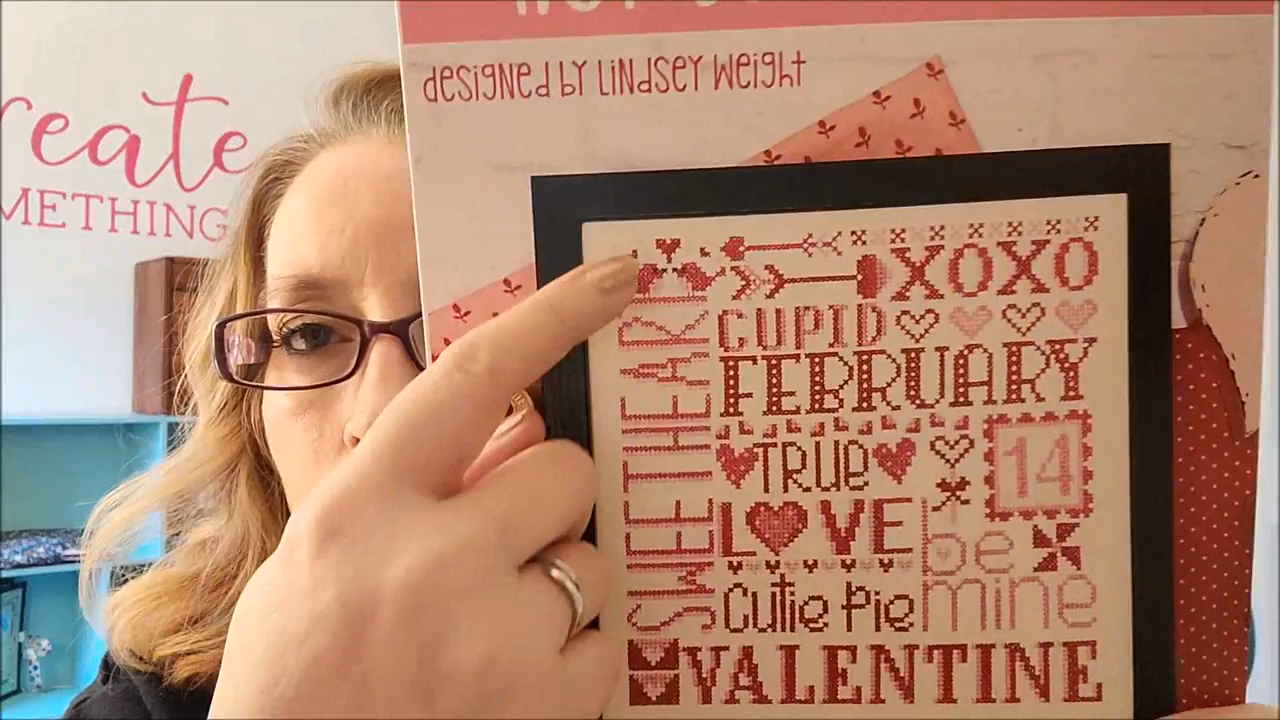 reate
METHING
designed by Lindsey Weight
XOXO
CUPID
FEBRUARY
SWEETHEART
TRUE
14
LOVE
be
mine
Cutie Pie
VALENTINE